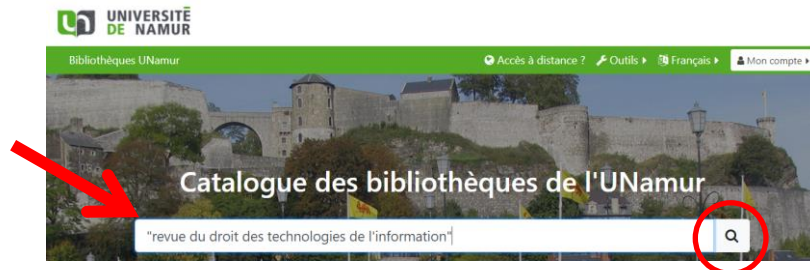 UNIVERSITÉ
DE NAMUR
Bibliothèques UNamur
Accès à distance ? Outils Français Mon compte
Catalogue des bibliothèques de l'UNamur
"revue du droit des technologies de l'information"